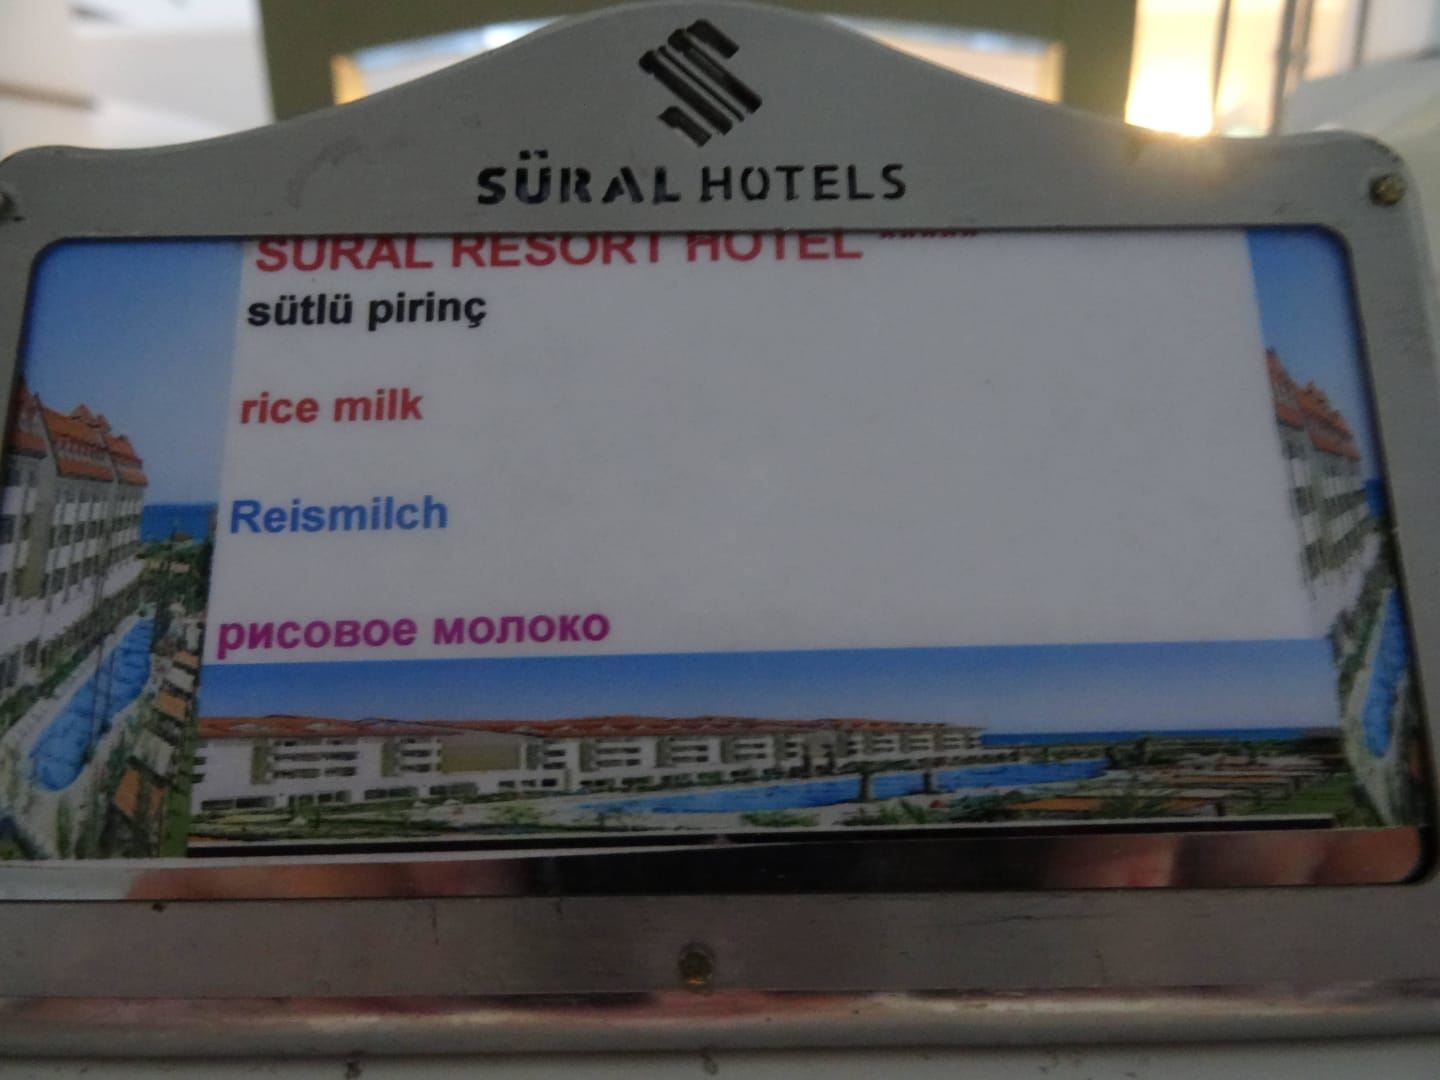 SÜRAL HOTELS
SURAL RESORT HOTEL *****
sütlü pirinç
rice milk
Reismilch
рисовое молоко